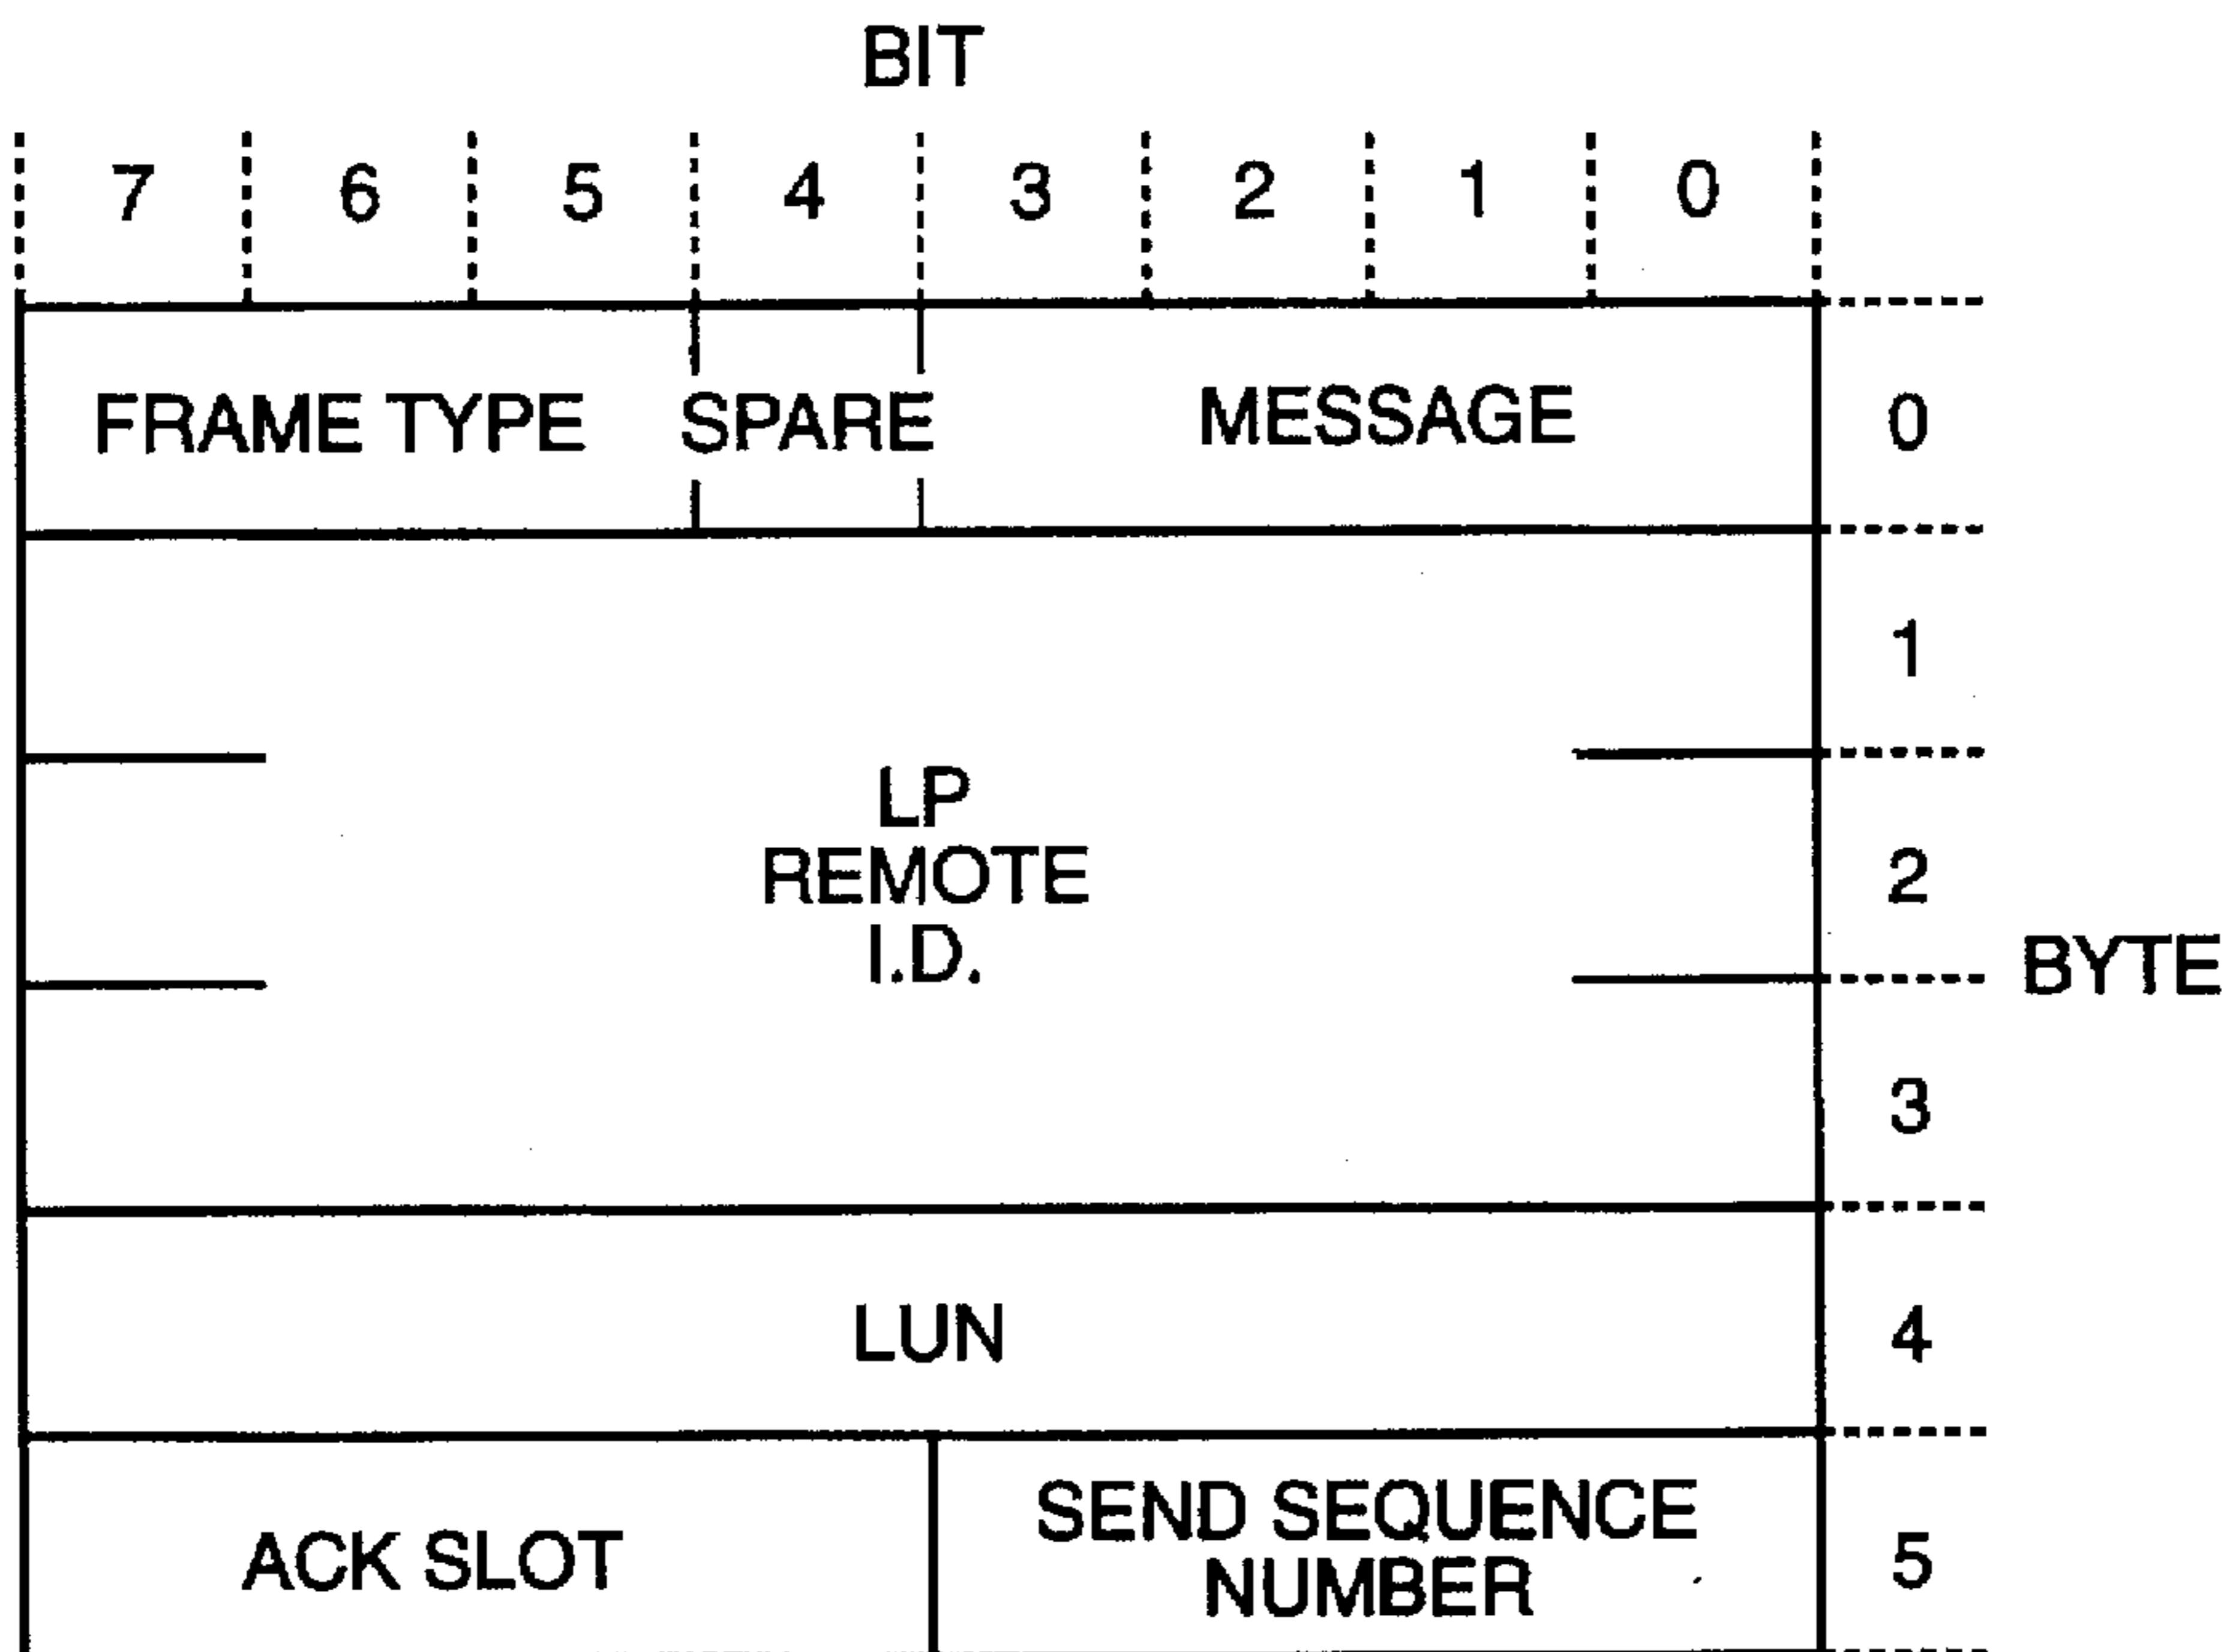 BIT
7 6 5 4 3 2 1 0
FRAME TYPE SPARE MESSAGE 0
1
LP
REMOTE 2
I.D.
BYTE
3
LUN 4
ACK SLOT SEND SEQUENCE
NUMBER 5